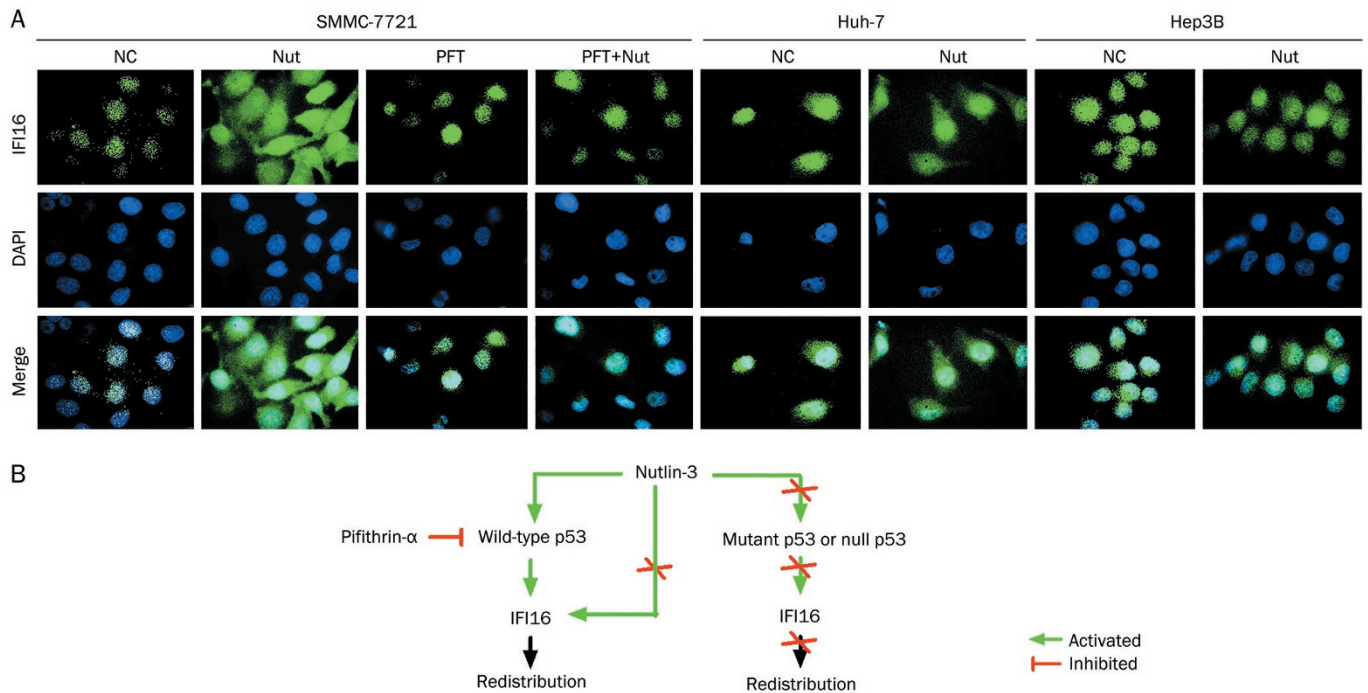 A
SMMC-7721 Huh-7 Hep3B
NC Nut PFT PFT+Nut NC Nut NC Nut
IFI16
DAPI
Merge
B
Nutlin-3
Pifithrin-α Wild-type p53 Mutant p53 or null p53
IFI16 IFI16
Activated
Inhibited
Redistribution Redistribution